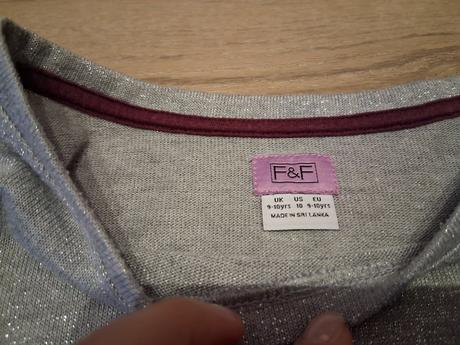 F&F
UK US EU
9-10yrs 10 9-10yrs
MADE IN SRI LANKA